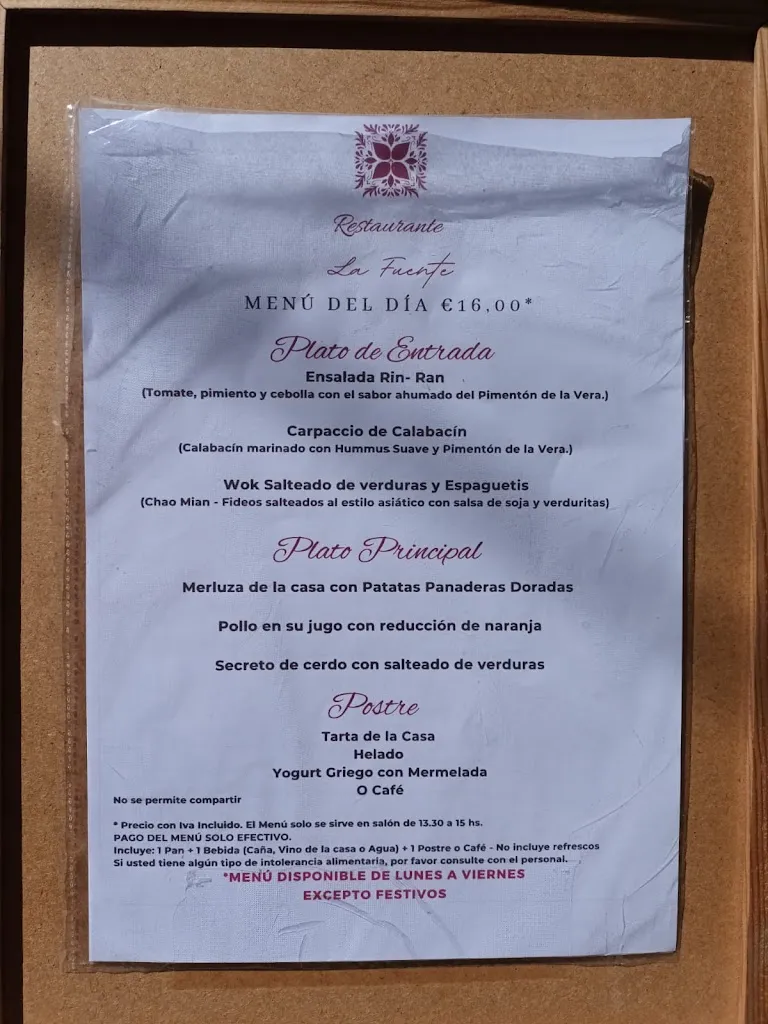 Restaurante
La Fuente
MENÚ DEL DÍA €16,00*
Plato de Entrada
Ensalada Rin- Ran
(Tomate, pimiento y cebolla con el sabor ahumado del Pimentón de la Vera.)
Carpaccio de Calabacín
(Calabacín marinado con Hummus Suave y Pimentón de la Vera.)
Wok Salteado de verduras y Espaguetis
(Chao Mian - Fideos salteados al estilo asiático con salsa de soja y verduritas)
Plato Principal
Merluza de la casa con Patatas Panaderas Doradas
Pollo en su jugo con reducción de naranja
Secreto de cerdo con salteado de verduras
Postre
Tarta de la Casa
Helado
Yogurt Griego con Mermelada
O Café
No se permite compartir
* Precio con Iva Incluido. El Menú solo se sirve en salón de 13.30 a 15 hs.
PAGO DEL MENÚ SOLO EFECTIVO.
Incluye: 1 Pan + 1 Bebida (Caña, Vino de la casa o Agua) + 1 Postre o Café - No incluye refrescos
Si usted tiene algún tipo de intolerancia alimentaria, por favor consulte con el personal.
*MENÚ DISPONIBLE DE LUNES A VIERNES
EXCEPTO FESTIVOS